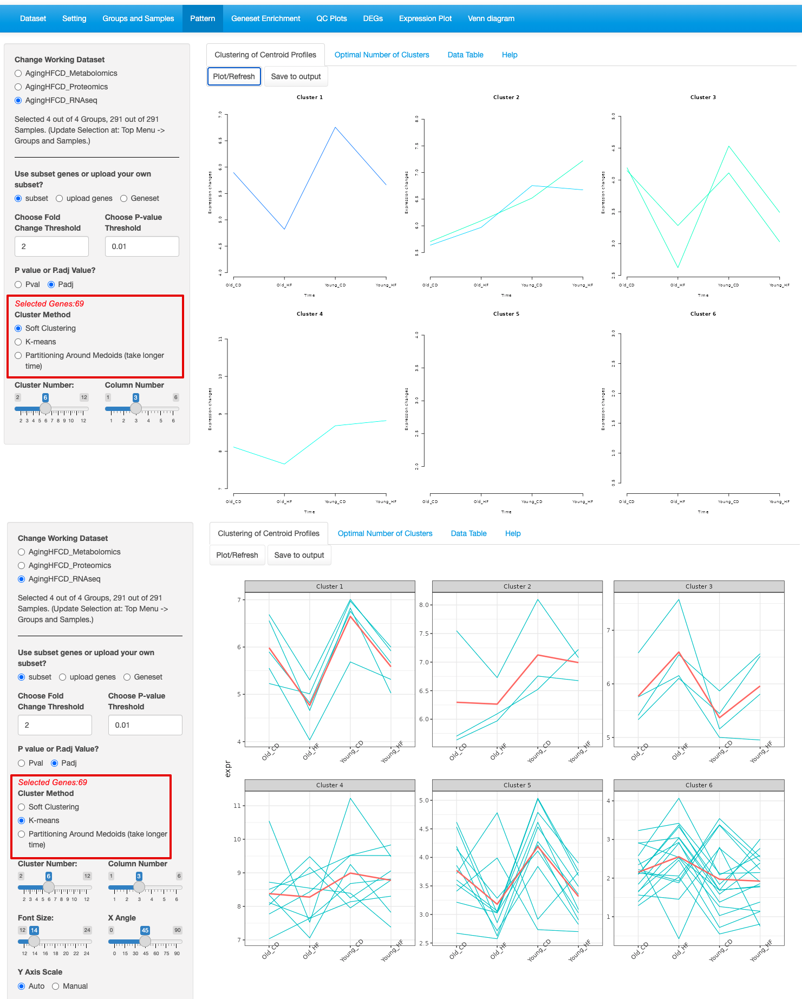 Dataset Setting Groups and Samples Pattern Geneset Enrichment QC Plots DEGs Expression Plot Venn diagram
Change Working Dataset
AgingHFCD_Metabolomics
AgingHFCD_Proteomics
AgingHFCD_RNAseq
Selected 4 out of 4 Groups, 291 out of 291
Samples. (Update Selection at: Top Menu ->
Groups and Samples.)
Use subset genes or upload your own
subset?
subset upload genes Geneset
Choose Fold Choose P-value
Change Threshold Threshold
2 0.01
P value or P.adj Value?
Pval Padj
Selected Genes:69
Cluster Method
Soft Clustering
K-means
Partitioning Around Medoids (take longer
time)
Cluster Number: Column Number
2 6 12 1 3 6
2 3 4 5 6 7 8 9 10 12 1 2 3 4 5 6
Clustering of Centroid Profiles Optimal Number of Clusters Data Table Help
Plot/Refresh Save to output
Cluster 1 Cluster 2 Cluster 3
7.0 6.5 6.0 5.5 5.0 4.5 4.0
Expression changes
8.0 7.5 7.0 6.5 6.0 5.5
Expression changes
5.0 4.5 4.0 3.5 3.0 2.5
Expression changes
Old_CD Old_HF Young_CD Young_HF Old_CD Old_HF Young_CD Young_HF Old_CD Old_HF Young_CD Young_HF
Time Time Time
Cluster 4 Cluster 5 Cluster 6
11 10 9 8 7
Expression changes
4.0 3.5 3.0 2.5 2.0
Expression changes
3.0 2.5 2.0 1.5 1.0 0.5
Expression changes
Old_CD Old_HF Young_CD Young_HF Old_CD Old_HF Young_CD Young_HF Old_CD Old_HF Young_CD Young_HF
Time Time Time
Change Working Dataset
AgingHFCD_Metabolomics
AgingHFCD_Proteomics
AgingHFCD_RNAseq
Selected 4 out of 4 Groups, 291 out of 291
Samples. (Update Selection at: Top Menu ->
Groups and Samples.)
Use subset genes or upload your own
subset?
subset upload genes Geneset
Choose Fold Choose P-value
Change Threshold Threshold
2 0.01
P value or P.adj Value?
Pval Padj
Selected Genes:69
Cluster Method
Soft Clustering
K-means
Partitioning Around Medoids (take longer
time)
Cluster Number: Column Number
2 6 12 1 3 6
2 3 4 5 6 7 8 9 10 12 1 2 3 4 5 6
Font Size: X Angle
12 14 24 0 45 90
12 14 16 18 20 22 24 0 15 30 45 60 75 90
Y Axis Scale
Auto Manual
Clustering of Centroid Profiles Optimal Number of Clusters Data Table Help
Plot/Refresh Save to output
Cluster 1 Cluster 2 Cluster 3
7 6 5 4
8.0 7.5 7.0 6.5 6.0
7 6 5
Old_CD Old_HF Young_CD Young_HF Old_CD Old_HF Young_CD Young_HF Old_CD Old_HF Young_CD Young_HF
expr
Cluster 4 Cluster 5 Cluster 6
11 10 9 8 7
5.0 4.5 4.0 3.5 3.0 2.5
4 3 2 1
Old_CD Old_HF Young_CD Young_HF Old_CD Old_HF Young_CD Young_HF Old_CD Old_HF Young_CD Young_HF